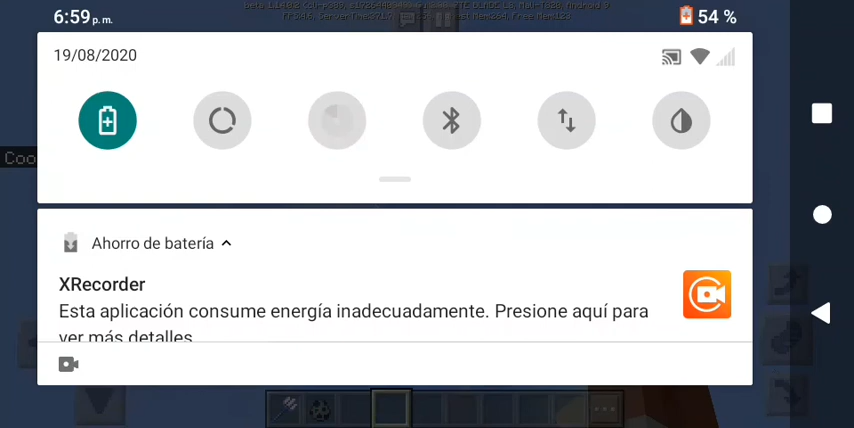 6:59 p. m.
54 %
19/08/2020
Coo
Ahorro de batería
XRecorder
Esta aplicación consume energía inadecuadamente. Presione aquí para
ver más detalles